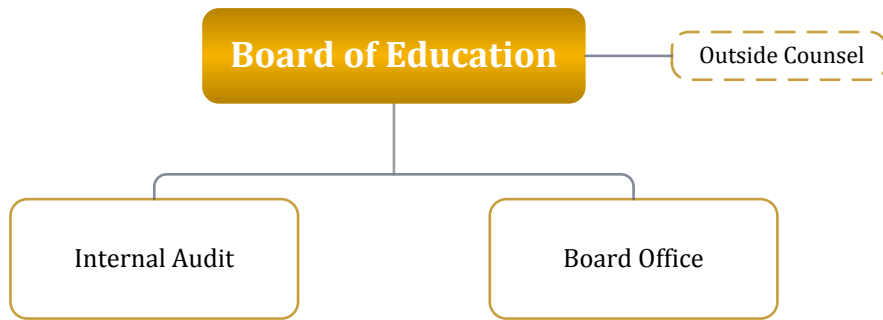 Board of Education
Outside Counsel
Internal Audit
Board Office